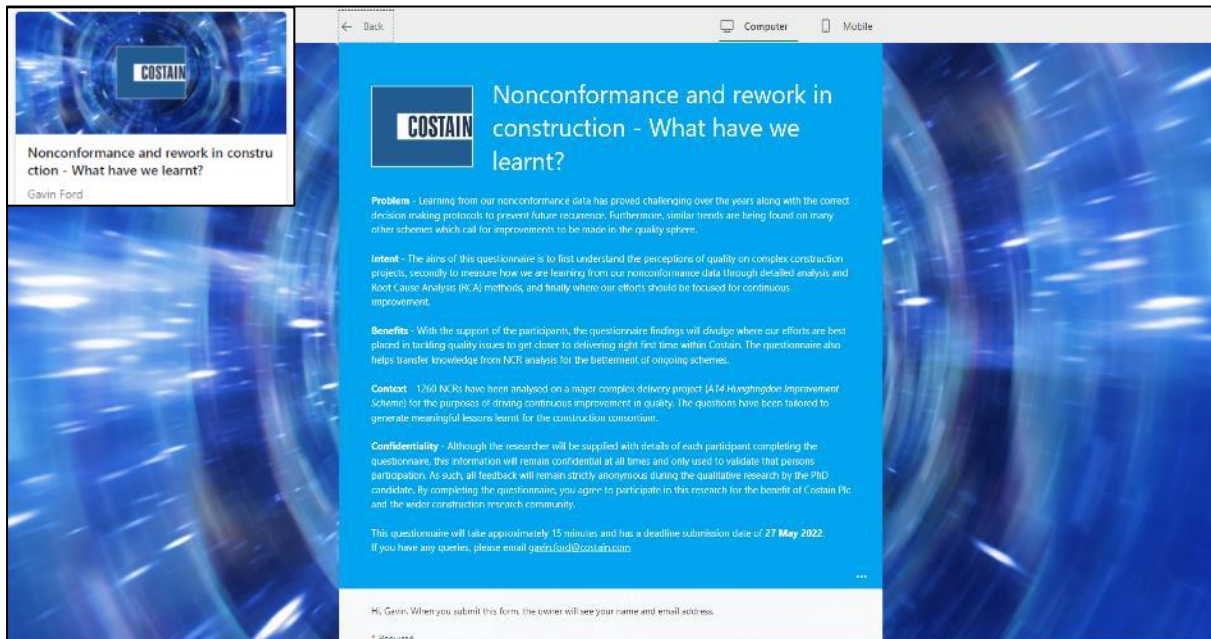 COSTAIN
Nonconformance and rework in constru
ction - What have we learnt?
Gavin Ford
Back
Computer
Mobile
COSTAIN
Nonconformance and rework in
construction - What have we
learnt?
Problem - Learning from our nonconformance data has proved challenging over the years along with the correct
decision making protocols to prevent future recurrence. Furthermore, similar trends are being found on many
other schemes which call for improvements to be made in the quality sphere.
Intent - The aims of this questionnaire is to first understand the perceptions of quality on complex construction
projects, secondly to measure how we are learning from our nonconformance data through detailed analysis and
Root Cause Analysis (RCA) methods, and finally where our efforts should be focused for continuous
improvement.
Benefits - With the support of the participants, the questionnaire findings will divulge where our efforts are best
placed in tackling quality issues to get closer to delivering right first time within Costain. The questionnaire also
helps transfer knowledge from NCR analysis for the betterment of ongoing schemes.
Context - 1260 NCRs have been analysed on a major complex delivery project (A14 Hunghingdon Improvement
Scheme) for the purposes of driving continuous improvement in quality. The questions have been tailored to
generate meaningful lessons learnt for the construction consortium.
Confidentiality - Although the researcher will be supplied with details of each participant completing the
questionnaire, this information will remain confidential at all times and only used to validate that persons
participation. As such, all feedback will remain strictly anonymous during the qualitative research by the PhD
candidate. By completing the questionnaire, you agree to participate in this research for the benefit of Costain Plc
and the wider construction research community.
This questionnaire will take approximately 15 minutes and has a deadline submission date of 27 May 2022.
If you have any queries, please email gavin.ford@costain.com
...
Hi, Gavin. When you submit this form, the owner will see your name and email address.
* Required